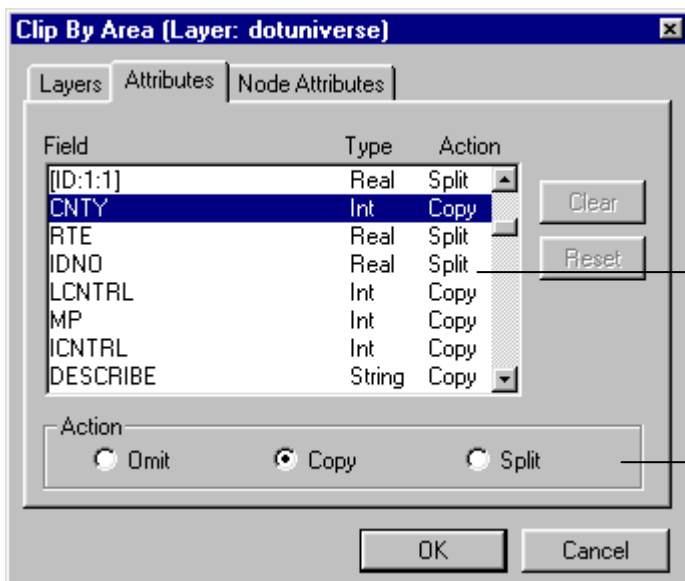 Clip By Area (Layer: dotuniverse)
Layers Attributes Node Attributes
Field Type Action
[ID:1:1] Real Split
CNTY Int Copy
RTE Real Split
IDNO Real Split
LCNTRL Int Copy
MP Int Copy
ICNTRL Int Copy
DESCRIBE String Copy
Clear
Reset
Action
Omit Copy Split
OK Cancel